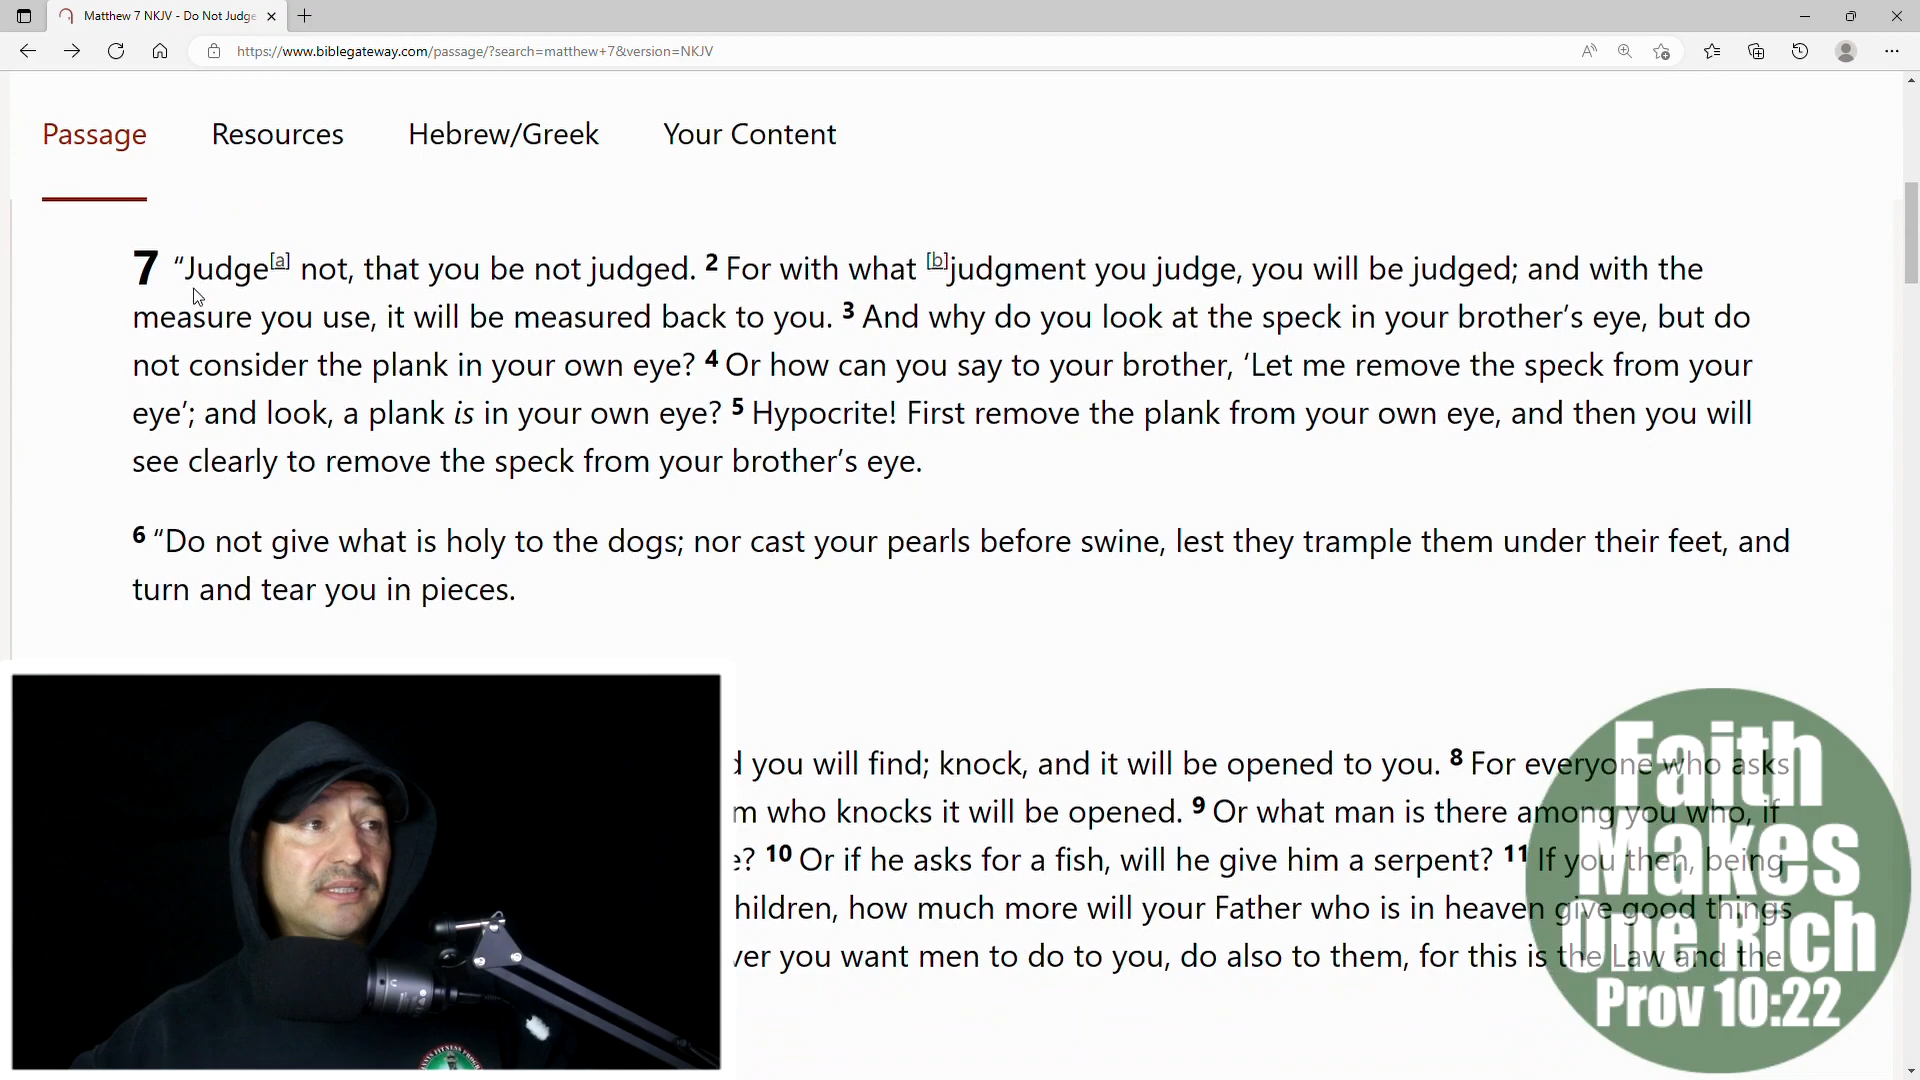 Matthew 7 NKJV - Do Not Judge
https://www.biblegateway.com/passage/?search=matthew+7&version=NKJV
Passage Resources Hebrew/Greek Your Content
7 “Judge[a] not, that you be not judged. 2 For with what [b]judgment you judge, you will be judged; and with the
measure you use, it will be measured back to you. 3 And why do you look at the speck in your brother’s eye, but do
not consider the plank in your own eye? 4 Or how can you say to your brother, ‘Let me remove the speck from your
eye’; and look, a plank is in your own eye? 5 Hypocrite! First remove the plank from your own eye, and then you will
see clearly to remove the speck from your brother’s eye.
6 “Do not give what is holy to the dogs; nor cast your pearls before swine, lest they trample them under their feet, and
turn and tear you in pieces.
you will find; knock, and it will be opened to you. 8 For everyone who asks
who knocks it will be opened. 9 Or what man is there among you who, if
10 Or if he asks for a fish, will he give him a serpent? 11 If you then, being
how much more will your Father who is in heaven give good things
you want men to do to you, do also to them, for this is the Law and the
Faith
Makes
One Rich
Prov 10:22